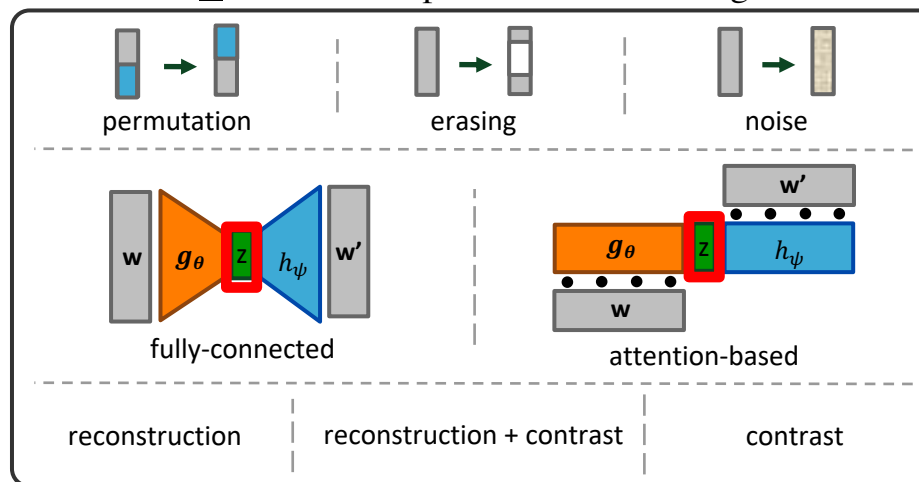 permutation
erasing
noise
w
g_θ
z
h_ψ
w'
fully-connected
w'
g_θ
z
h_ψ
w
attention-based
reconstruction
reconstruction + contrast
contrast